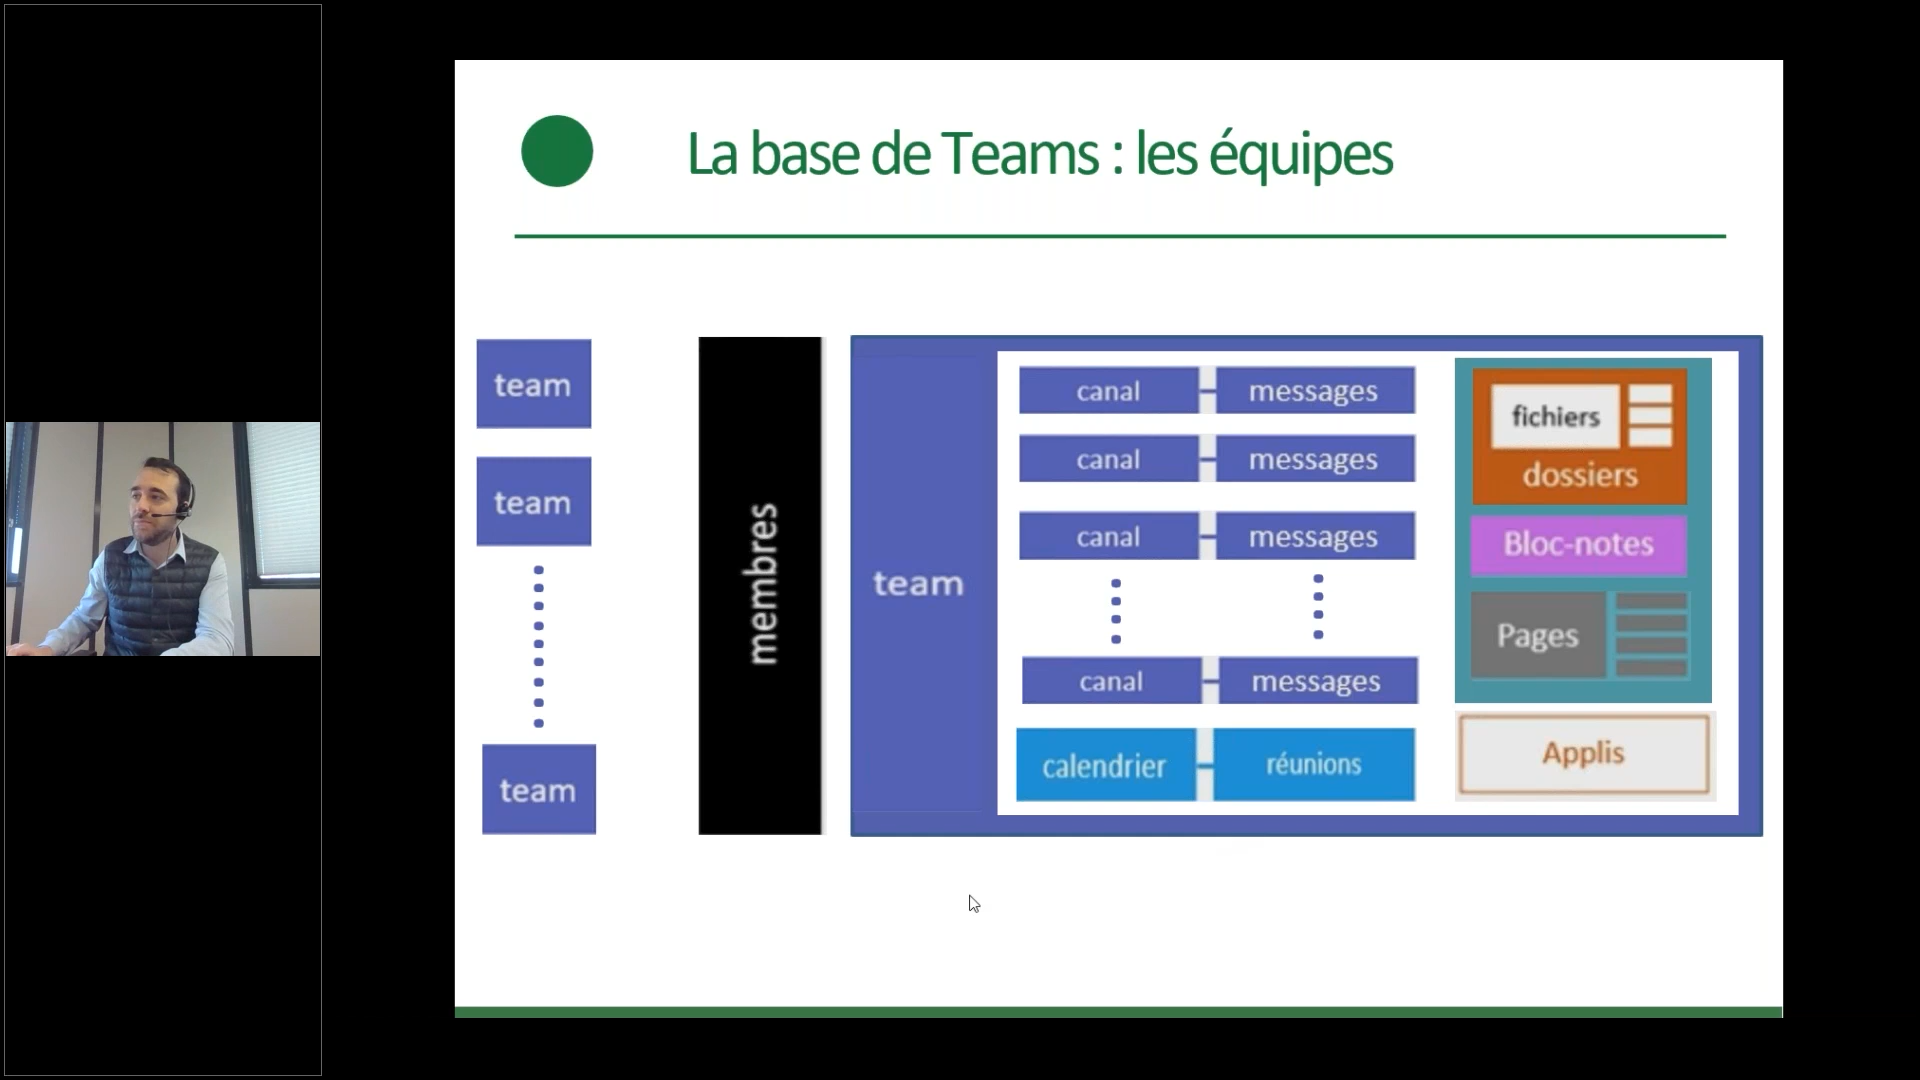 La base de Teams : les équipes
team
team
team
membres
team
canal messages
canal messages
canal messages
canal messages
calendrier réunions
fichiers
dossiers
Bloc-notes
Pages
Applis